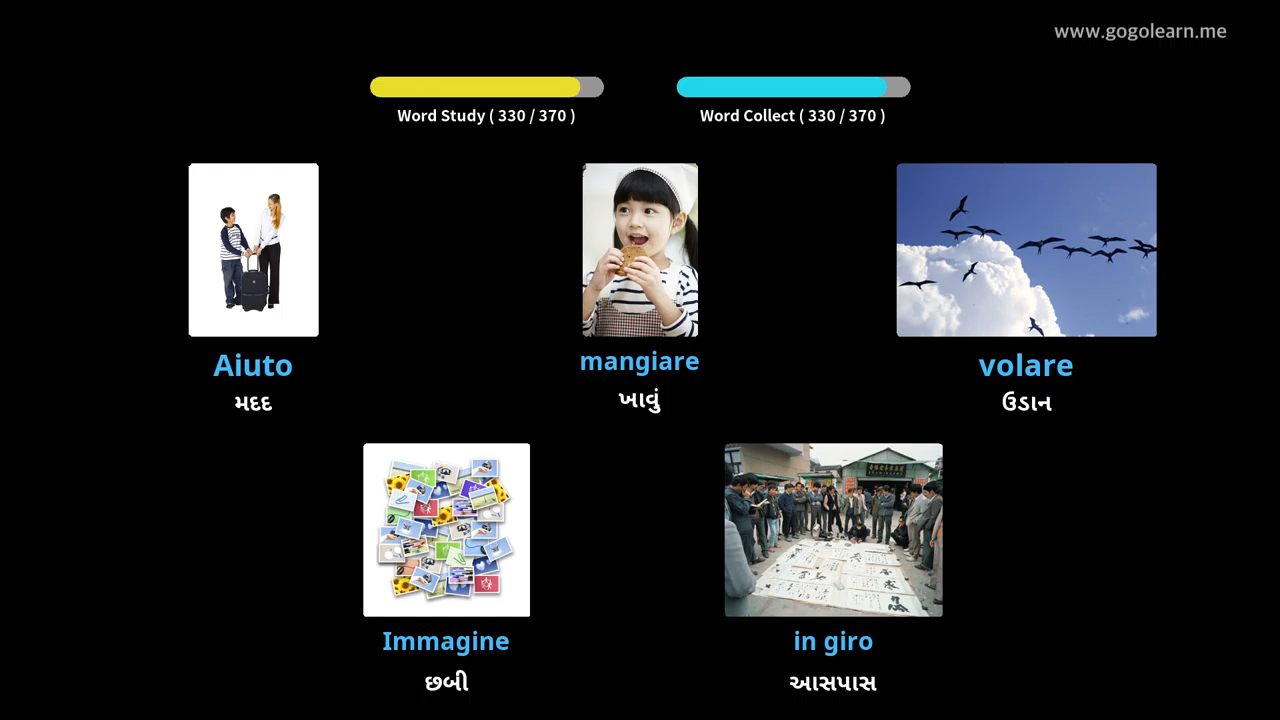 www.gogolearn.me
Word Study ( 330 / 370 )
Word Collect ( 330 / 370 )
Aiuto
મદદ
mangiare
ખાવું
volare
ઉડાન
Immagine
છબી
in giro
આસપાસ